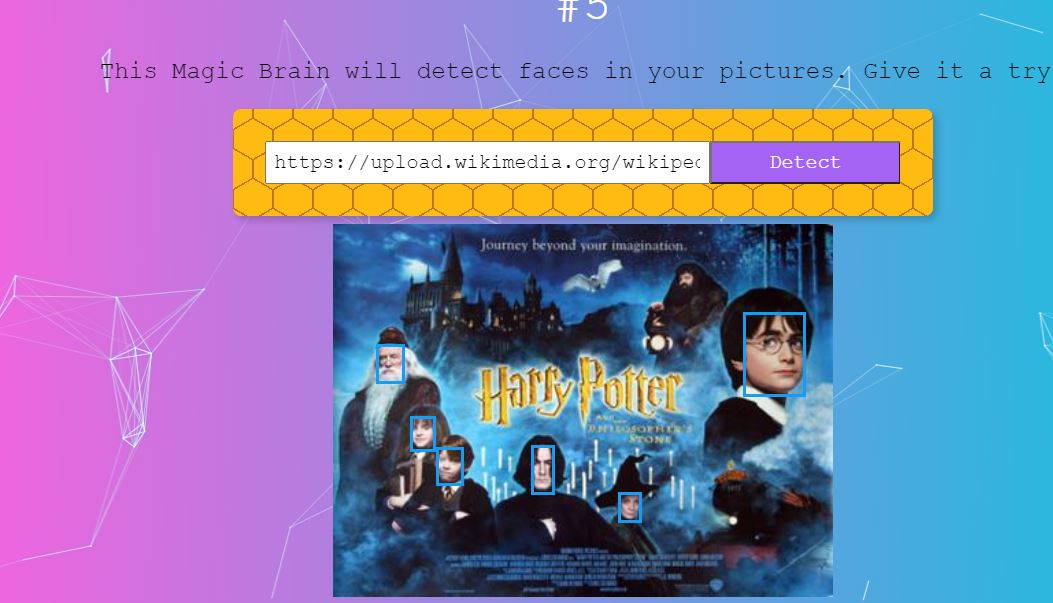 #5
This Magic Brain will detect faces in your pictures. Give it a try
https://upload.wikimedia.org/wikiped
Detect
Journey beyond your imagination.
Harry Potter
AND THE
PHILOSOPHER'S
STONE